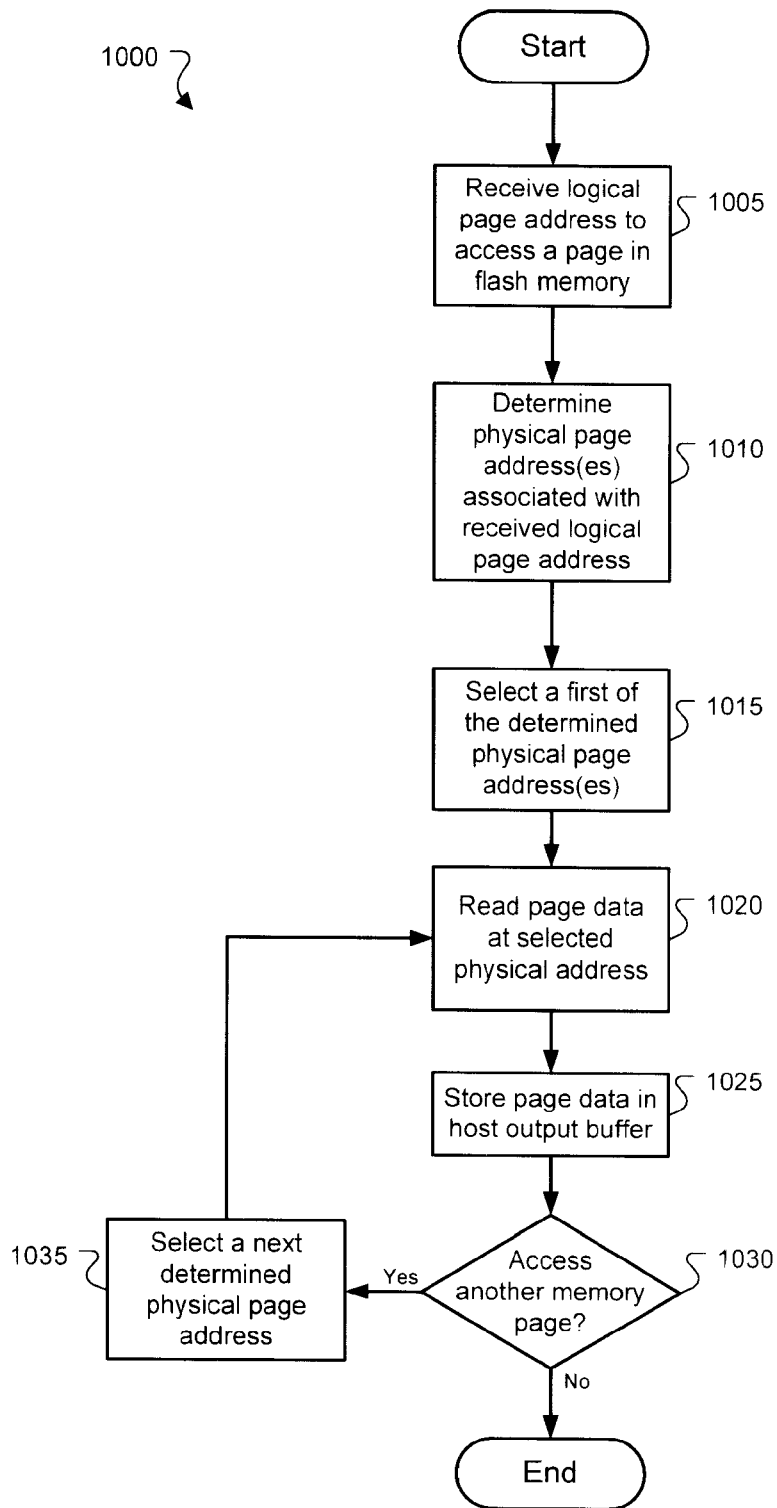 Start
1000
Receive logical
page address to
access a page in
flash memory
1005
Determine
physical page
address(es)
associated with
received logical
page address
1010
Select a first of
the determined
physical page
address(es)
1015
Read page data
at selected
physical address
1020
Store page data in
host output buffer
1025
Access
another memory
page?
1030
Yes
Select a next
determined
physical page
address
1035
No
End